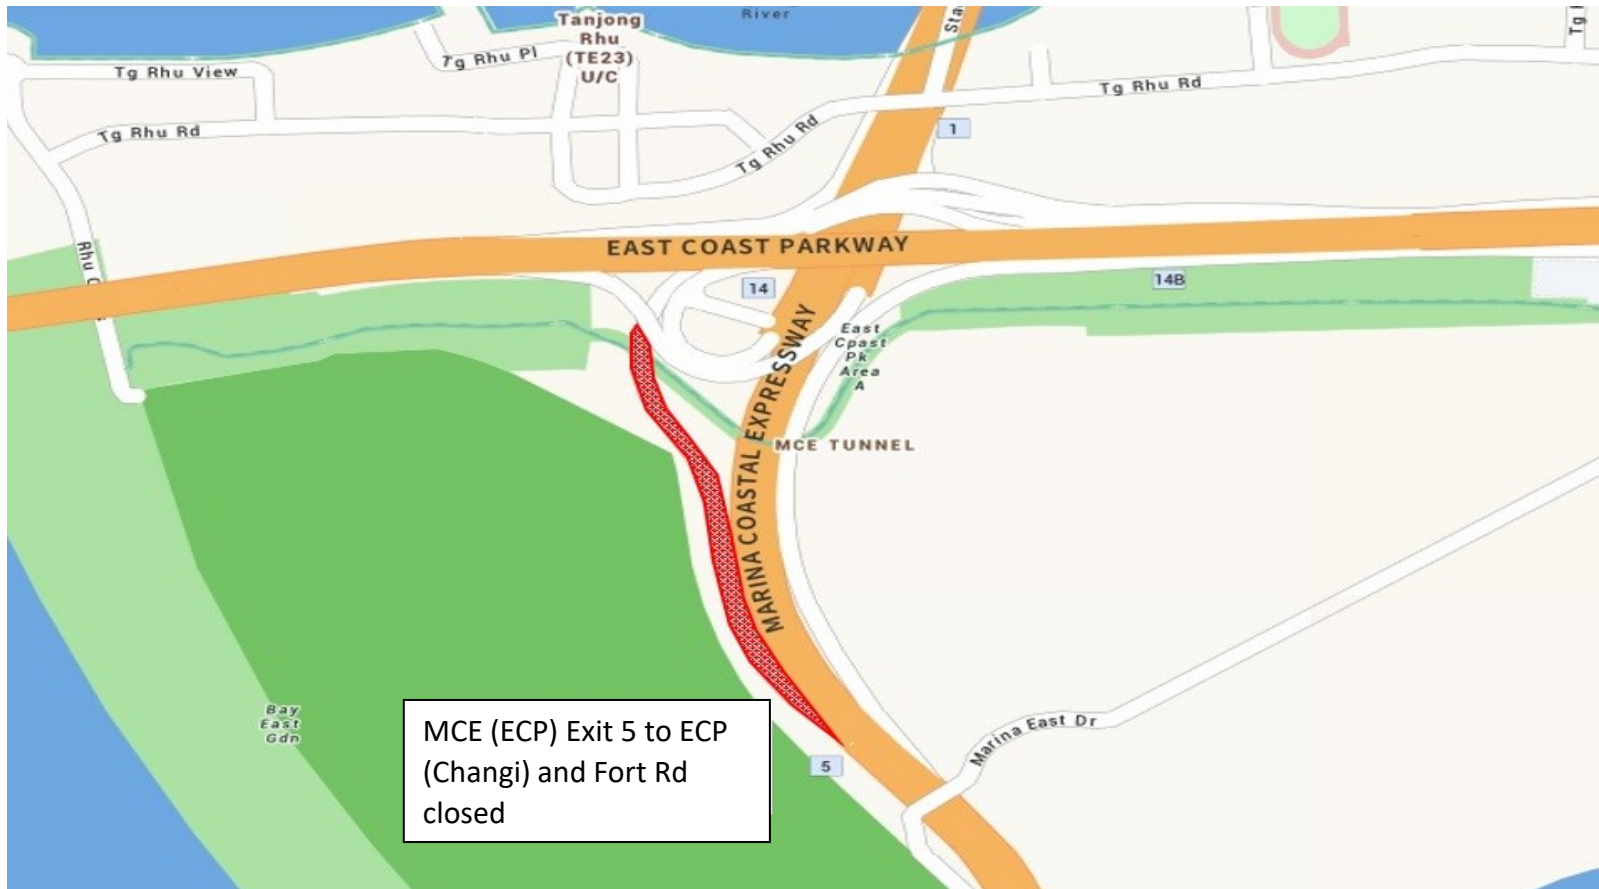 River
Tanjong
Rhu
(TE23)
U/C
Tg Rhu Pl
Tg Rhu View
Tg Rhu Rd
Tg Rhu Rd
Tg Rhu Rd
1
EAST COAST PARKWAY
14
14B
East
Cpast
Pk
Area
A
MARINA COASTAL EXPRESSWAY
MCE TUNNEL
Bay
East
Gdn
MCE (ECP) Exit 5 to ECP
(Changi) and Fort Rd
closed
5
Marina East Dr